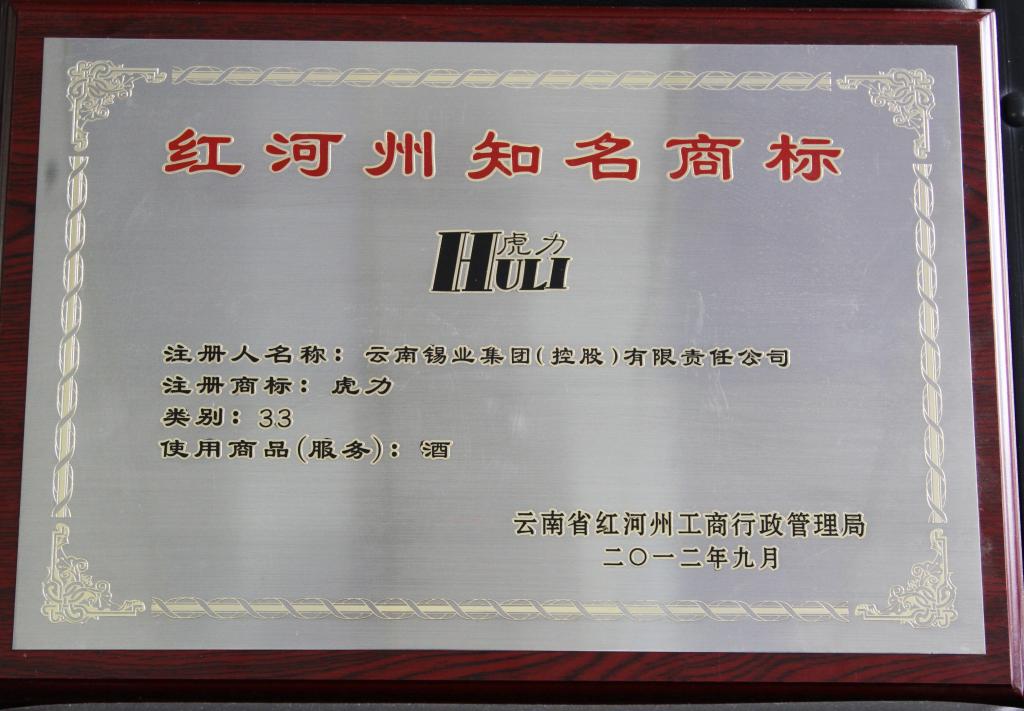 红河州知名商标
虎力
HULI
注册人名称：云南锡业集团(控股)有限责任公司
注册商标：虎力
类别：33
使用商品(服务)：酒
云南省红河州工商行政管理局
二〇一二年九月